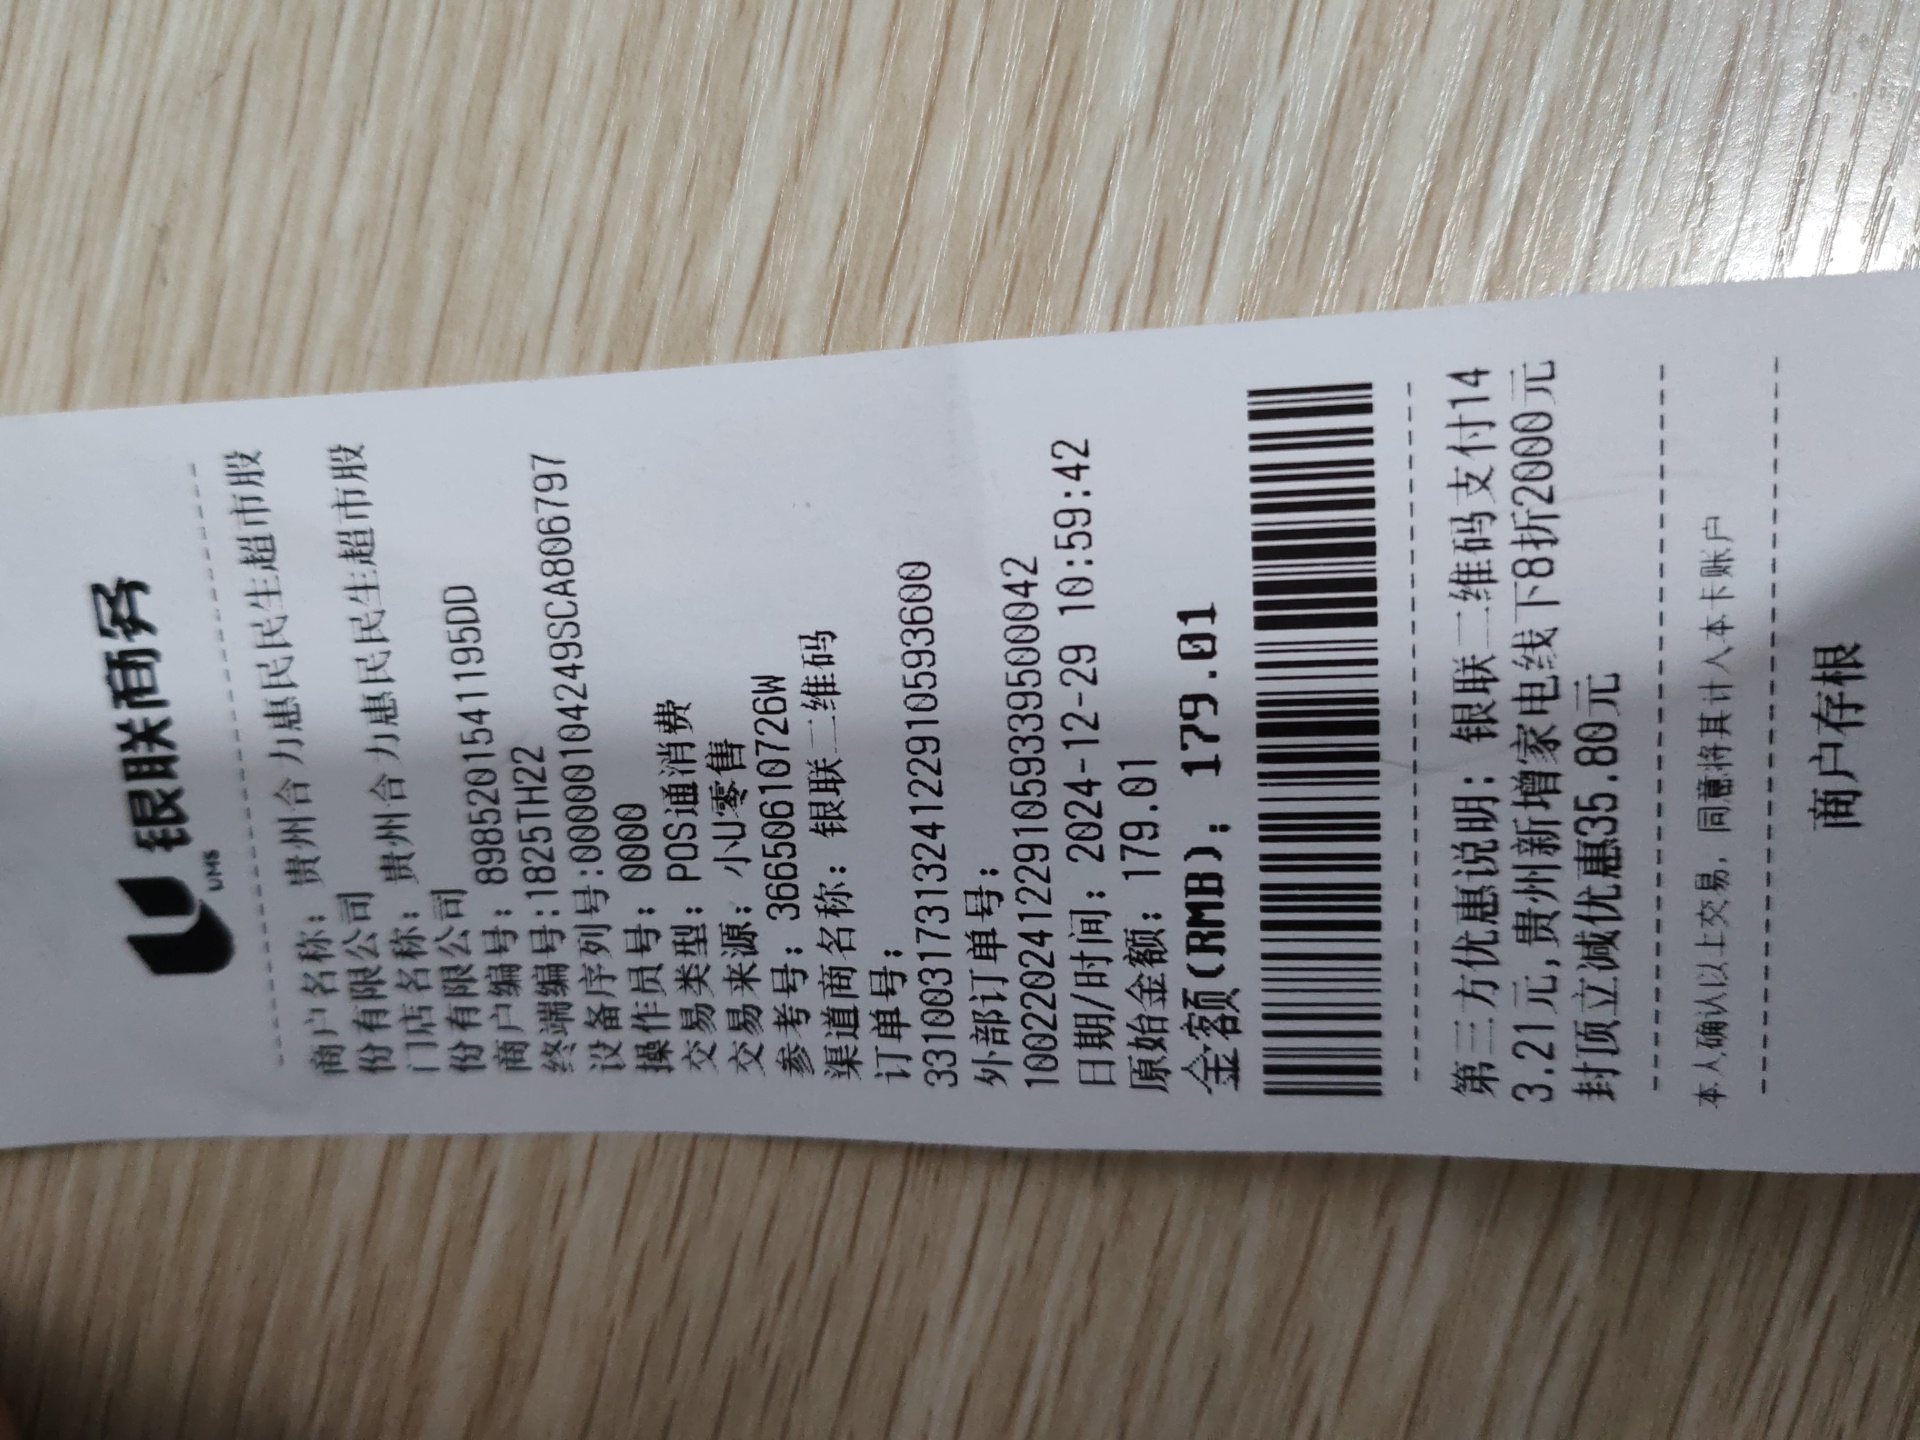 银联商务
UMS
商户名称： 贵州合力惠民民生超市股
份有限公司
门店名称： 贵州合力惠民民生超市股
份有限公司
商户编号： 8985201541195DD
终端编号:1825TH22
设备序列号:00000104249SCA806797
操作员号： 0000
交易类型： POS通消费
交易来源： 小U零售
参考号： 36650610726W
渠道商名称： 银联二维码
订单号：
3310031731324122910593600
外部订单号：
1002202412291059339500042
日期/时间：2024-12-29 10:59:42
原始金额：179.01
金额(RMB)： 179.01
第三方优惠说明： 银联二维码支付14
3.21元,贵州新增家电线下8折2000元
封顶立减优惠35.80元
本人确认以上交易，同意将其计入本卡账户
商户存根